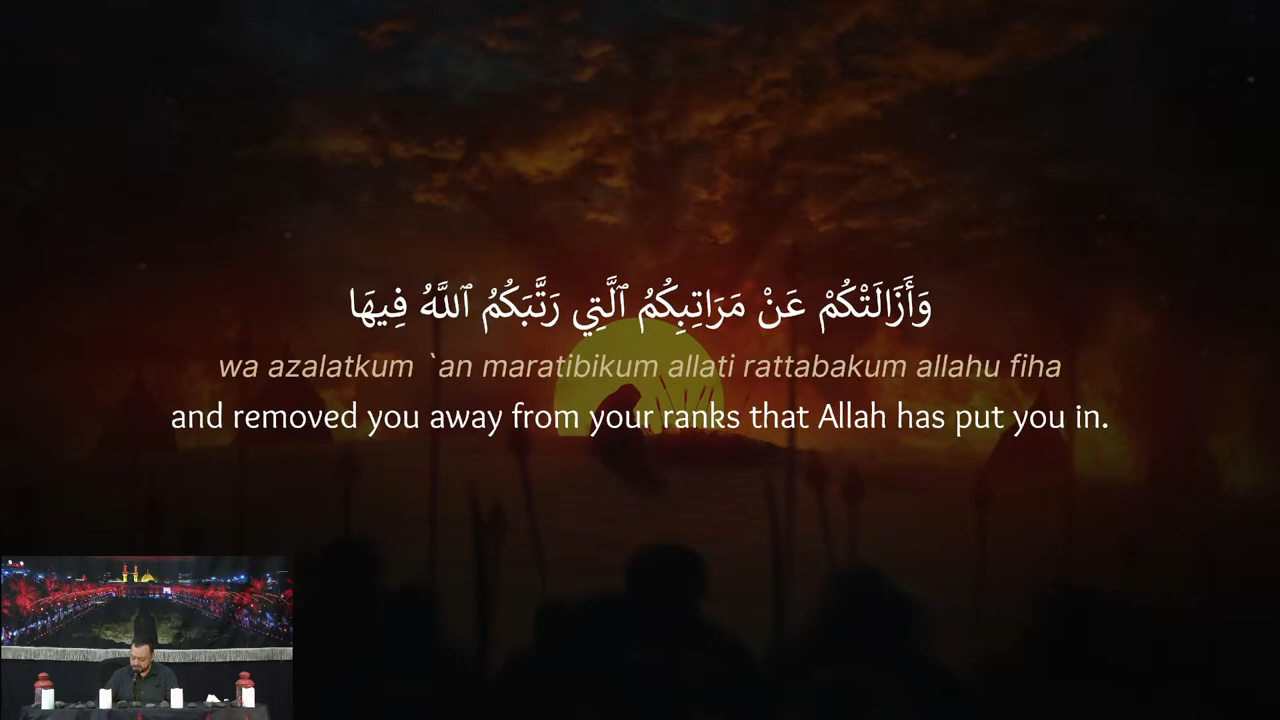 وَأَزَالَتْكُمْ عَنْ مَرَاتِبِكُمُ ٱلَّتِي رَتَّبَكُمُ ٱللَّهُ فِيهَا
wa azalatkum `an maratibikum allati rattabakum allahu fiha
and removed you away from your ranks that Allah has put you in.